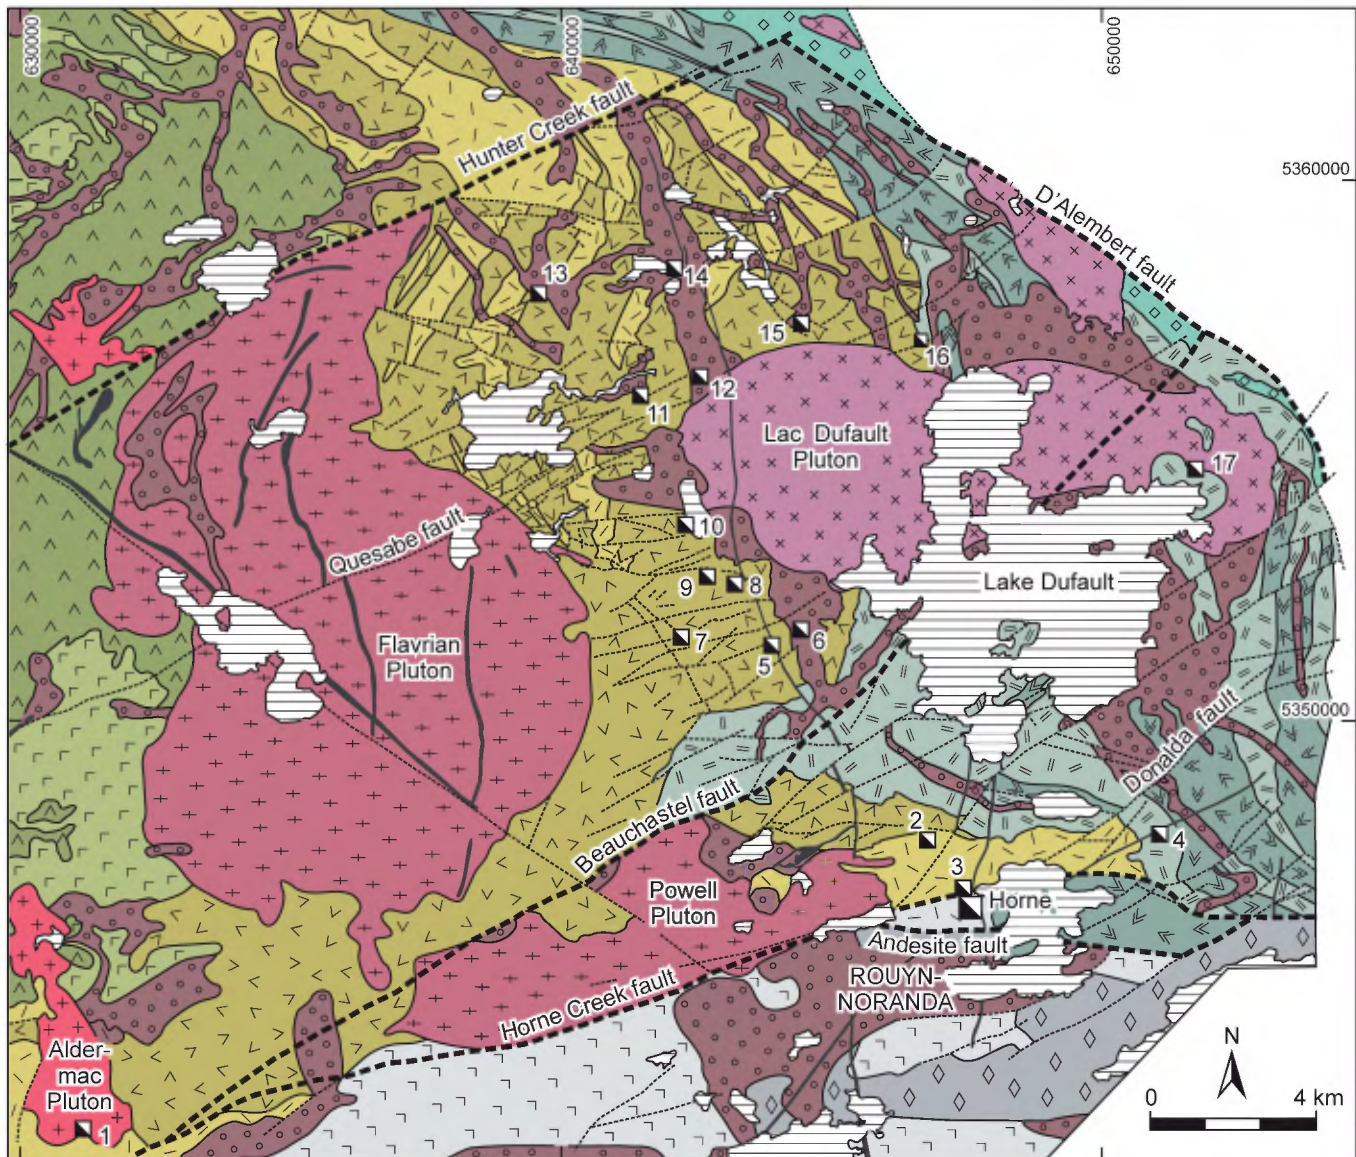 630000
640000
650000
Hunter Creek fault
5360000
D'Alembert fault
13
14
15
16
12
11
Lac Dufault
Pluton
17
Quesabe fault
10
9
8
Lake Dufault
7
5
6
Flavrian
Pluton
5350000
Donalda fault
Beauchastel fault
2
4
3
Powell
Pluton
Horne
Andesite fault
ROUYN-
NORANDA
Horne Creek fault
Alder-
mac
Pluton
1
N
0
4 km